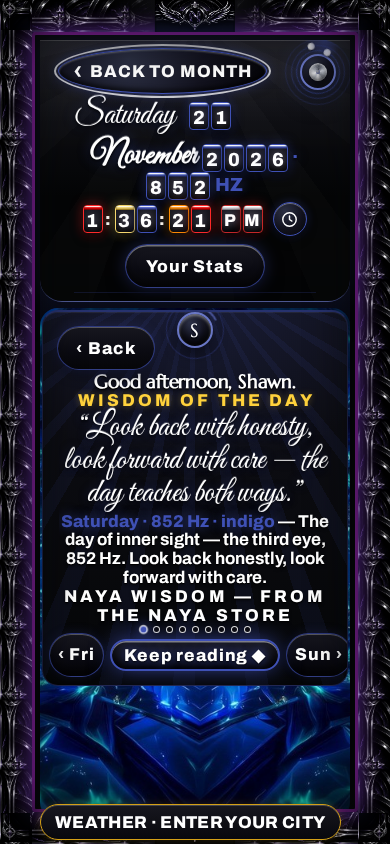 ‹ BACK TO MONTH
Saturday 21
November 2026 ·
852 HZ
1:36:21 PM
Your Stats
S
‹ Back
Good afternoon, Shawn.
WISDOM OF THE DAY
“Look back with honesty,
look forward with care — the
day teaches both ways.”
Saturday · 852 Hz · indigo — The
day of inner sight — the third eye,
852 Hz. Look back honestly, look
forward with care.
NAYA WISDOM — FROM
THE NAYA STORE
‹ Fri
Keep reading ◆
Sun ›
WEATHER · ENTER YOUR CITY